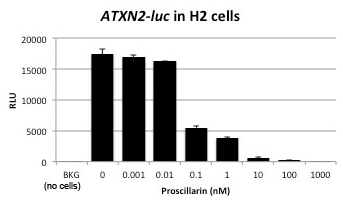 ATXN2-luc in H2 cells
20000
15000
10000
5000
0
RLU
BKG 0 0.001 0.01 0.1 1 10 100 1000
(no cells)
Proscillarin (nM)